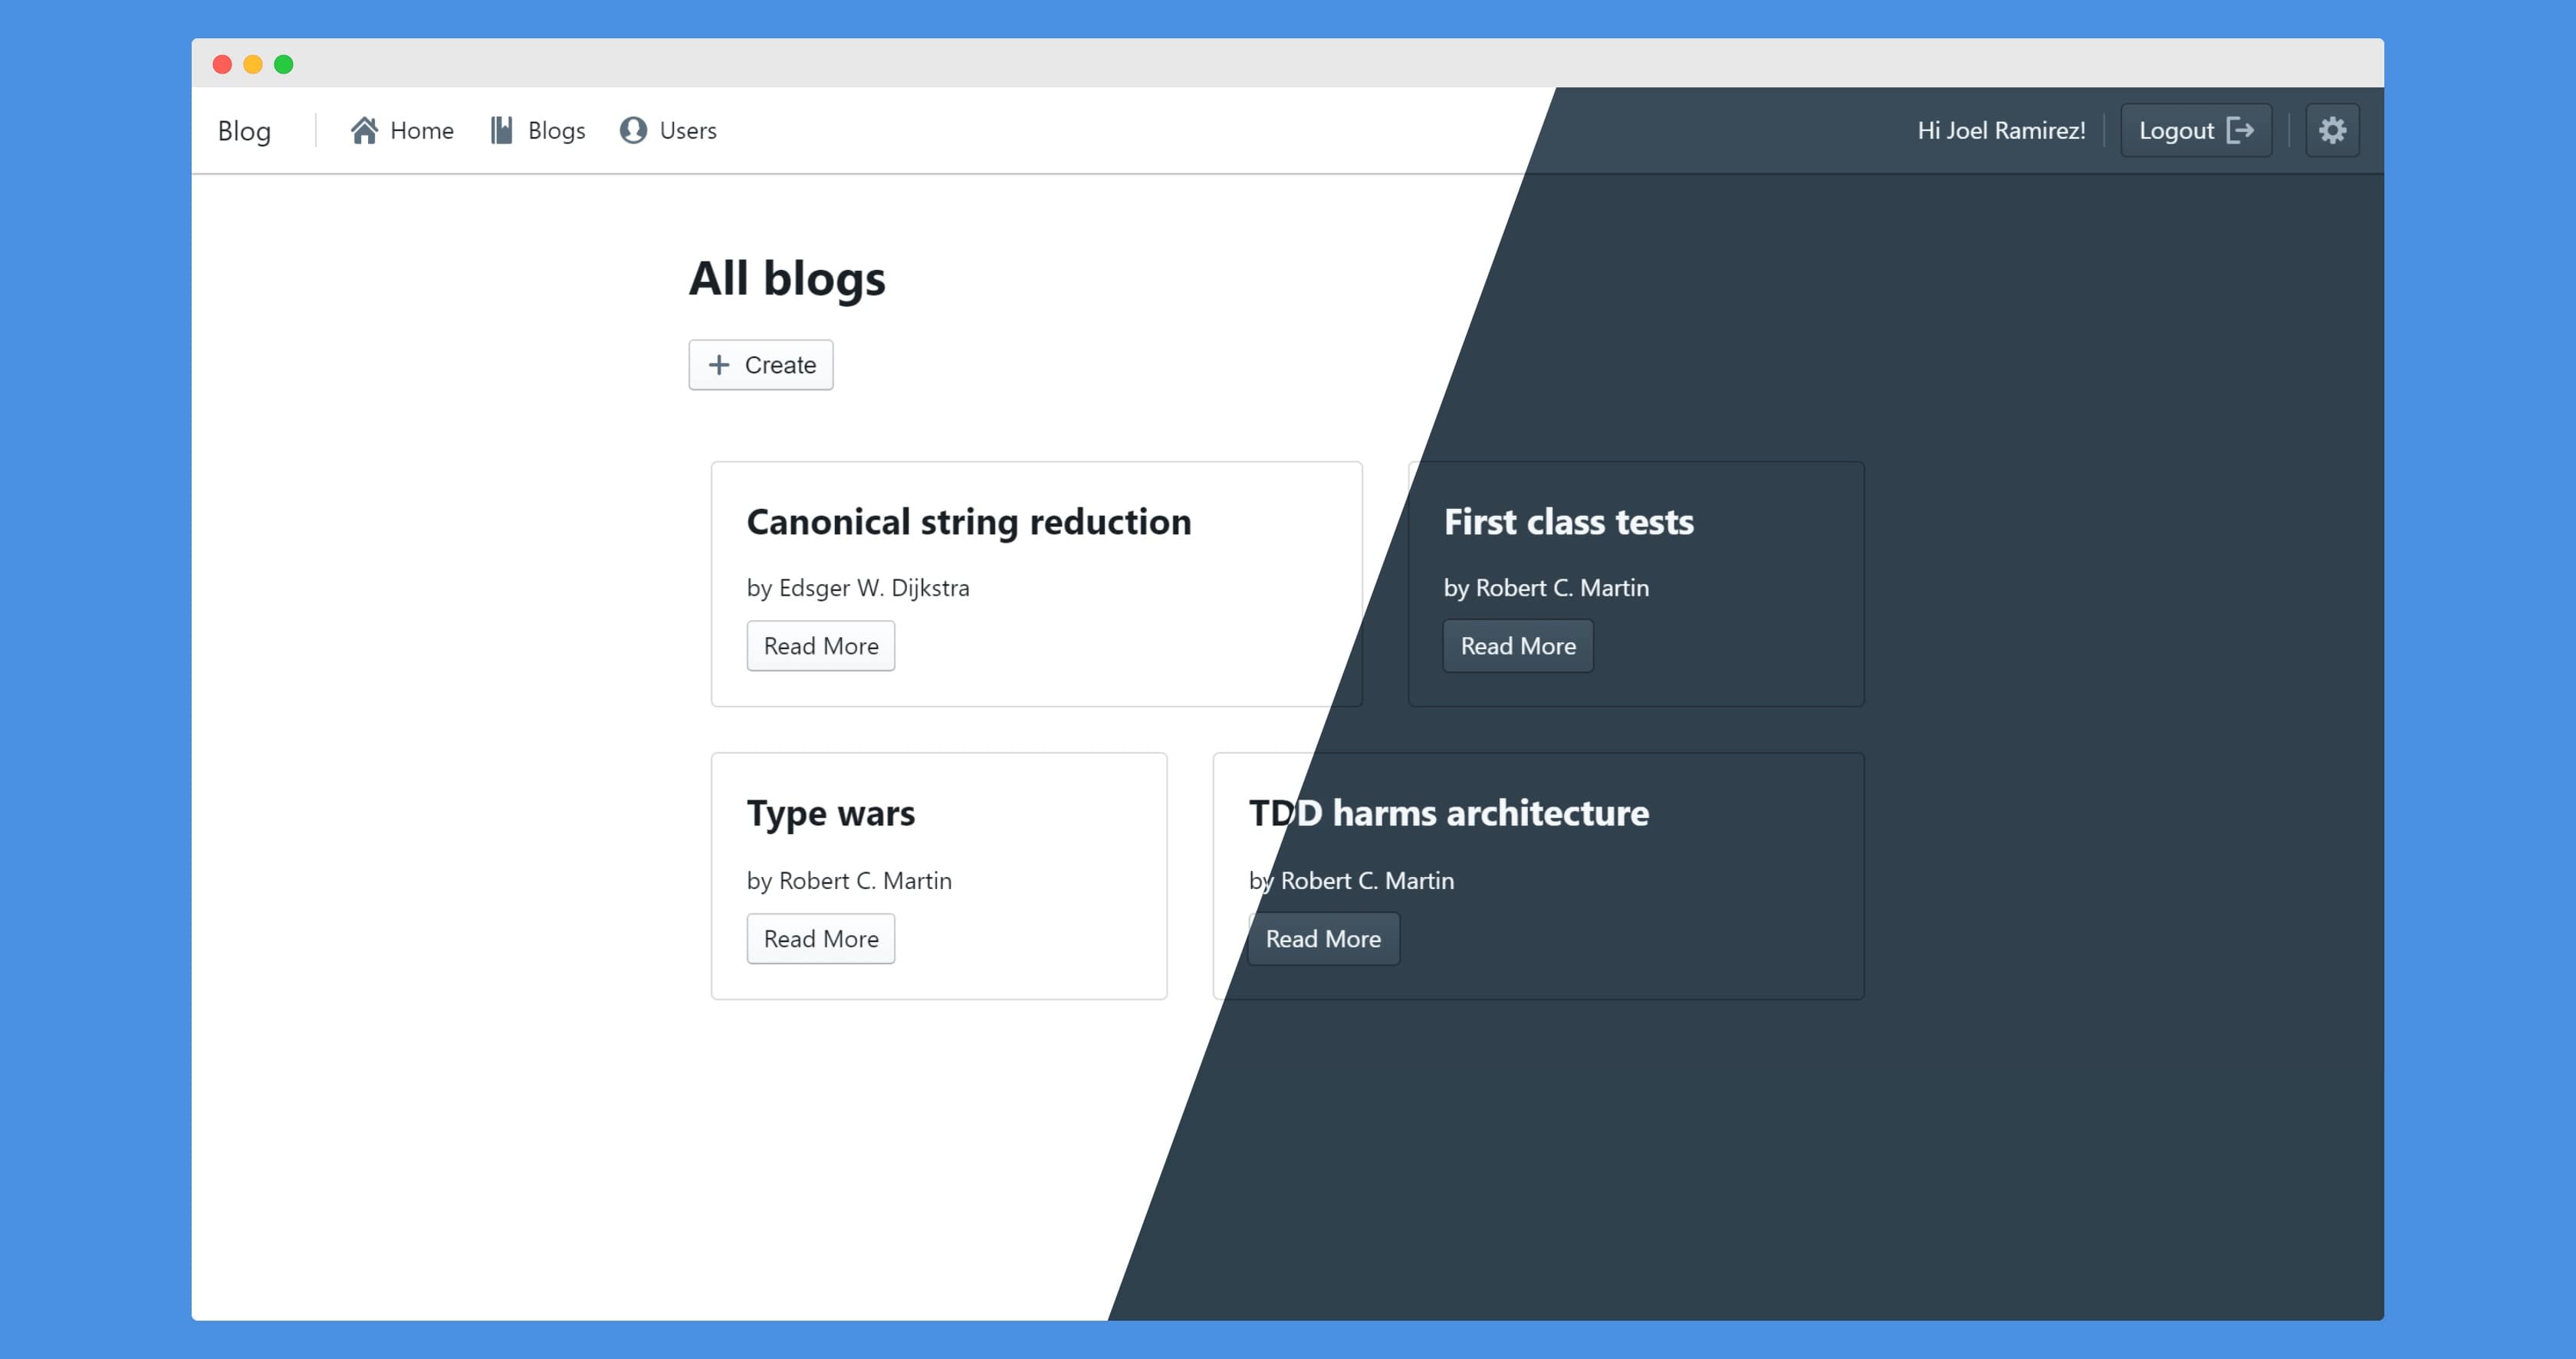 Blog Home Blogs Users Hi Joel Ramirez! Logout
All blogs
Create
Canonical string reduction
by Edsger W. Dijkstra
Read More
First class tests
by Robert C. Martin
Read More
Type wars
by Robert C. Martin
Read More
TDD harms architecture
by Robert C. Martin
Read More